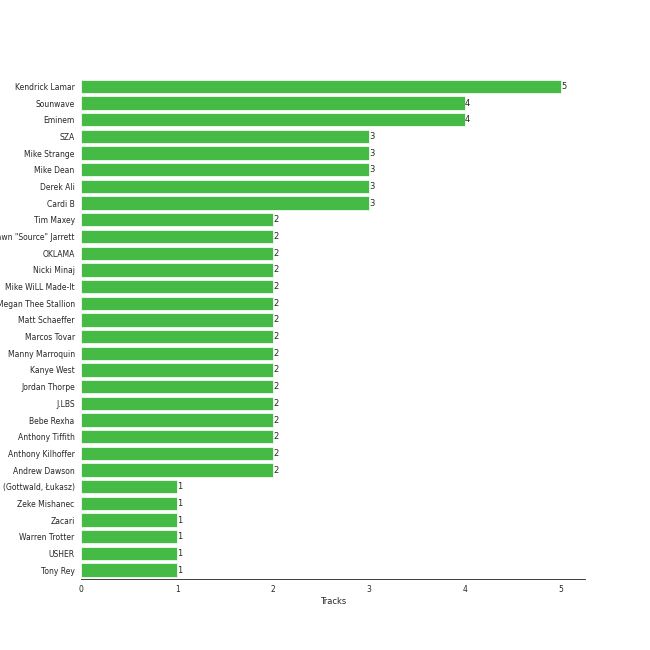 Kendrick Lamar 5
Sounwave 4
Eminem 4
SZA 3
Mike Strange 3
Mike Dean 3
Derek Ali 3
Cardi B 3
Tim Maxey 2
"Source" Jarrett 2
OKLAMA 2
Nicki Minaj 2
Mike WiLL Made-It 2
Megan Thee Stallion 2
Matt Schaeffer 2
Marcos Tovar 2
Manny Marroquin 2
Kanye West 2
Jordan Thorpe 2
J.LBS 2
Bebe Rexha 2
Anthony Tiffith 2
Anthony Kilhoffer 2
Andrew Dawson 2
(Gottwald, Łukasz) 1
Zeke Mishanec 1
Zacari 1
Warren Trotter 1
USHER 1
Tony Rey 1
0 1 2 3 4 5
Tracks